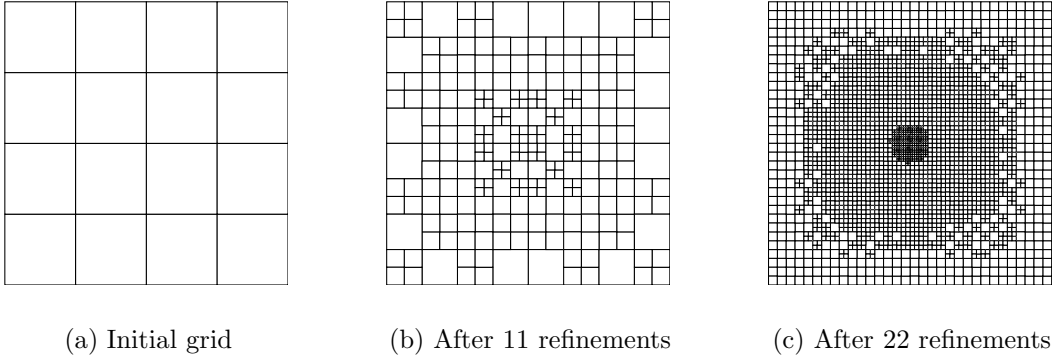 (a) Initial grid
(b) After 11 refinements
(c) After 22 refinements